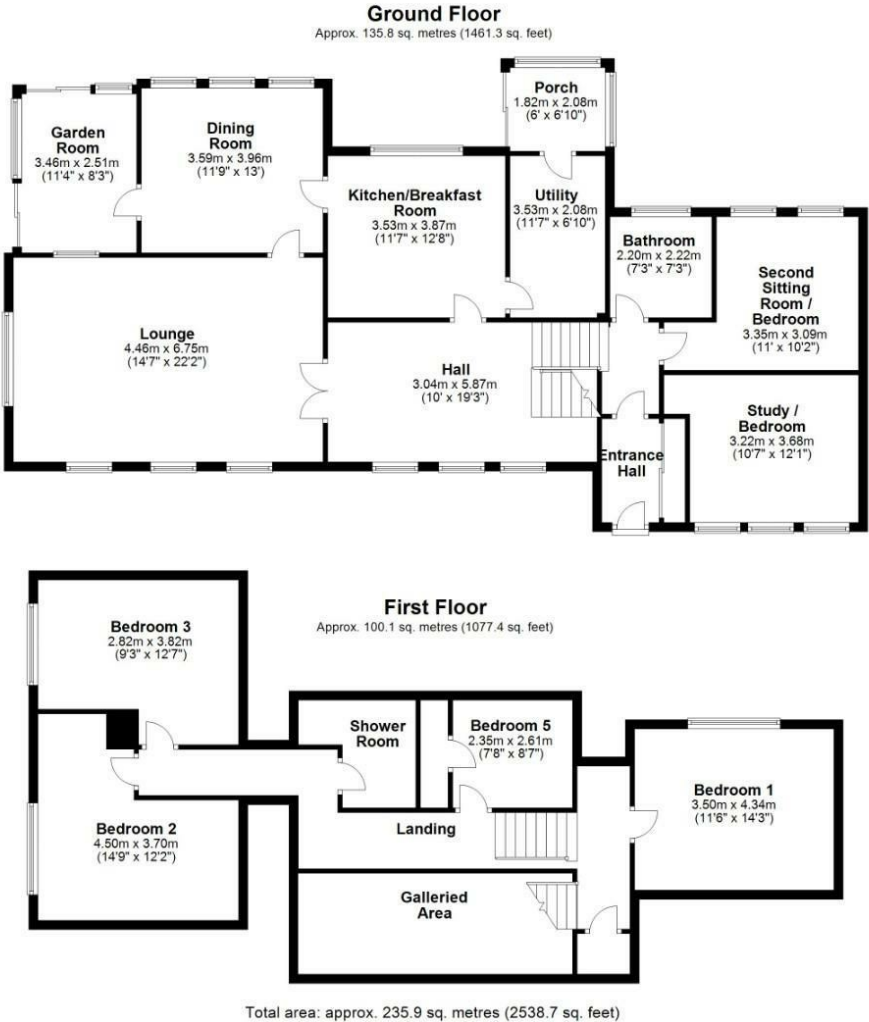 Ground Floor
Approx. 135.8 sq. metres (1461.3 sq. feet)
Porch
1.82m x 2.08m
(6' x 6'10")
Garden
Room
3.46m x 2.51m
(11'4" x 8'3")
Dining
Room
3.59m x 3.96m
(11'9" x 13')
Kitchen/Breakfast
Room
3.53m x 3.87m
(11'7" x 12'8")
Utility
3.53m x 2.08m
(11'7" x 6'10")
Bathroom
2.20m x 2.22m
(7'3" x 7'3")
Second
Sitting
Room /
Bedroom
3.35m x 3.09m
(11' x 10'2")
Lounge
4.46m x 6.75m
(14'7" x 22'2")
Hall
3.04m x 5.87m
(10' x 19'3")
Study /
Bedroom
3.22m x 3.68m
(10'7" x 12'1")
Entrance
Hall
First Floor
Approx. 100.1 sq. metres (1077.4 sq. feet)
Bedroom 3
2.82m x 3.82m
(9'3" x 12'7")
Shower
Room
Bedroom 5
2.35m x 2.61m
(7'8" x 8'7")
Bedroom 1
3.50m x 4.34m
(11'6" x 14'3")
Bedroom 2
4.50m x 3.70m
(14'9" x 12'2")
Landing
Galleried
Area
Total area: approx. 235.9 sq. metres (2538.7 sq. feet)